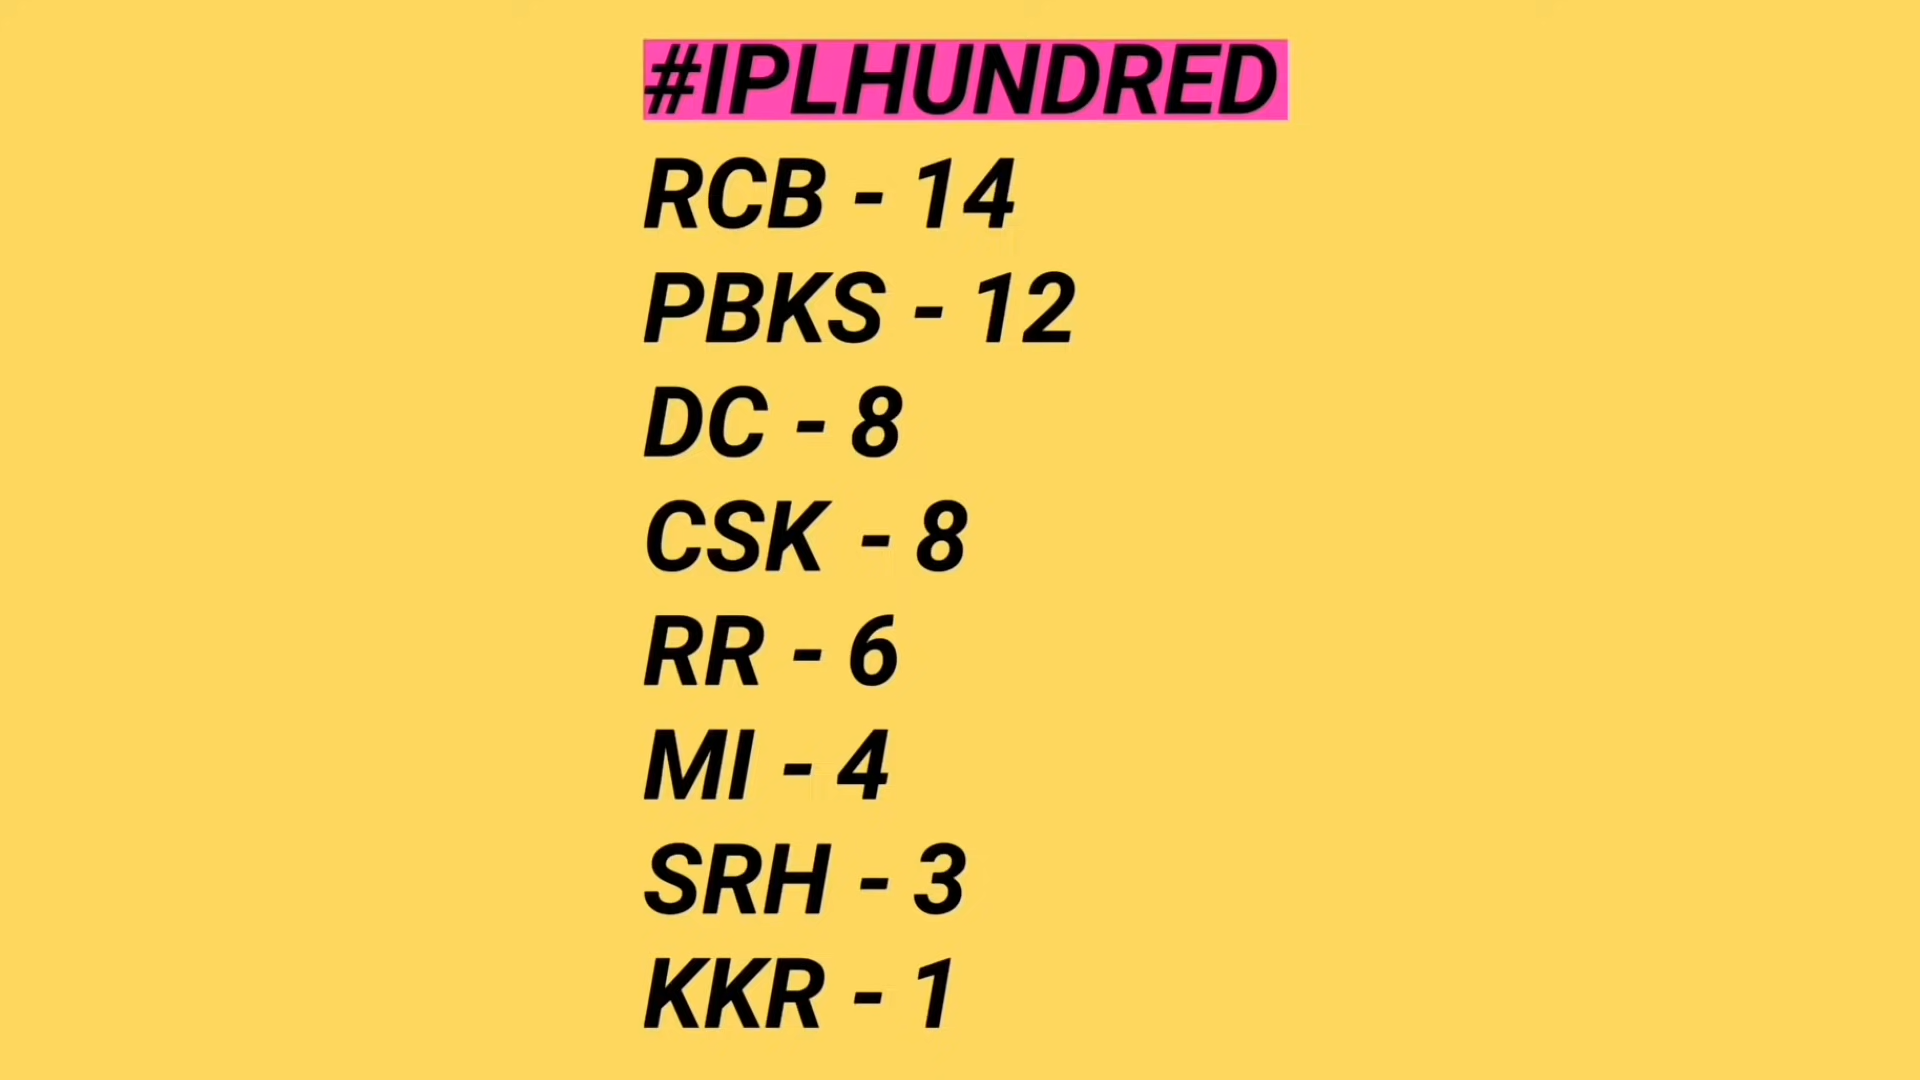 #IPLHUNDRED
RCB - 14
PBKS - 12
DC - 8
CSK - 8
RR - 6
MI - 4
SRH - 3
KKR - 1